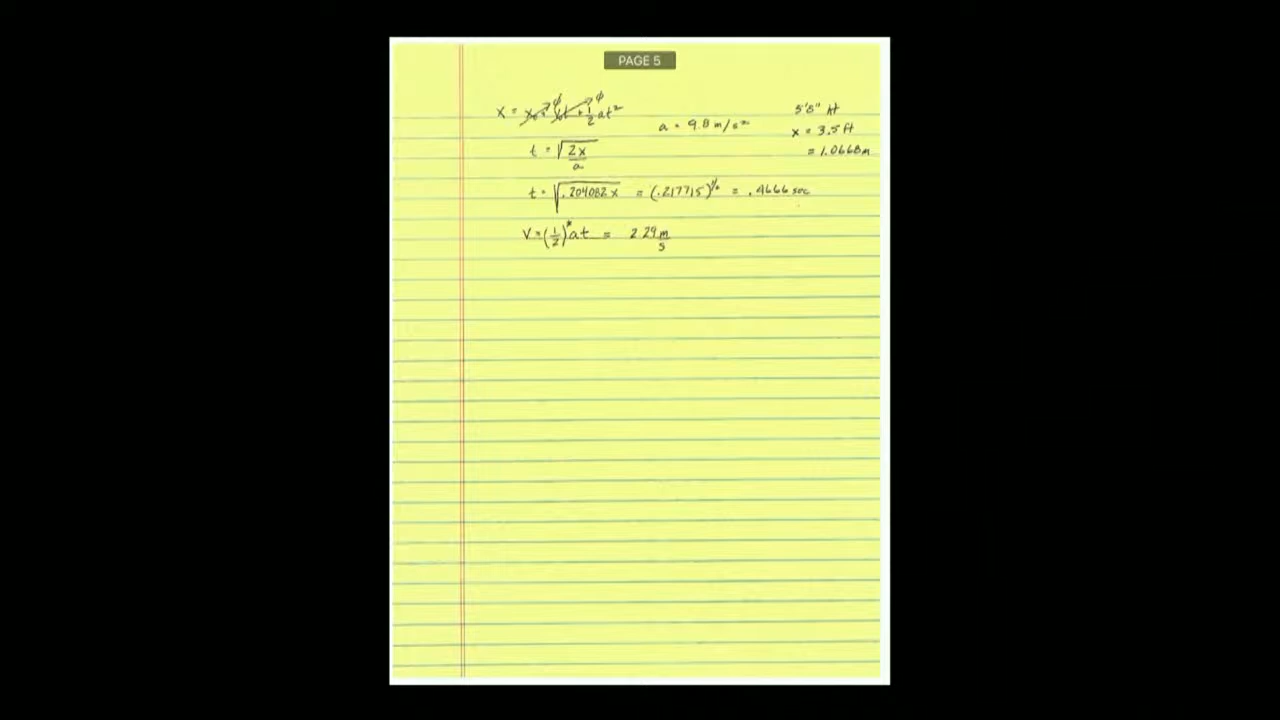 PAGE 5
x = x₀ + v₀t + ½at²
ϕ ϕ
a = 9.8 m/s²
5'8" Ht
x = 3.5 ft
= 1.0668 m
t = √(2x/a)
t = √.204082 x = (.217715)^½ = .4666 sec
V = (1/2)* at = 2.29 m/s